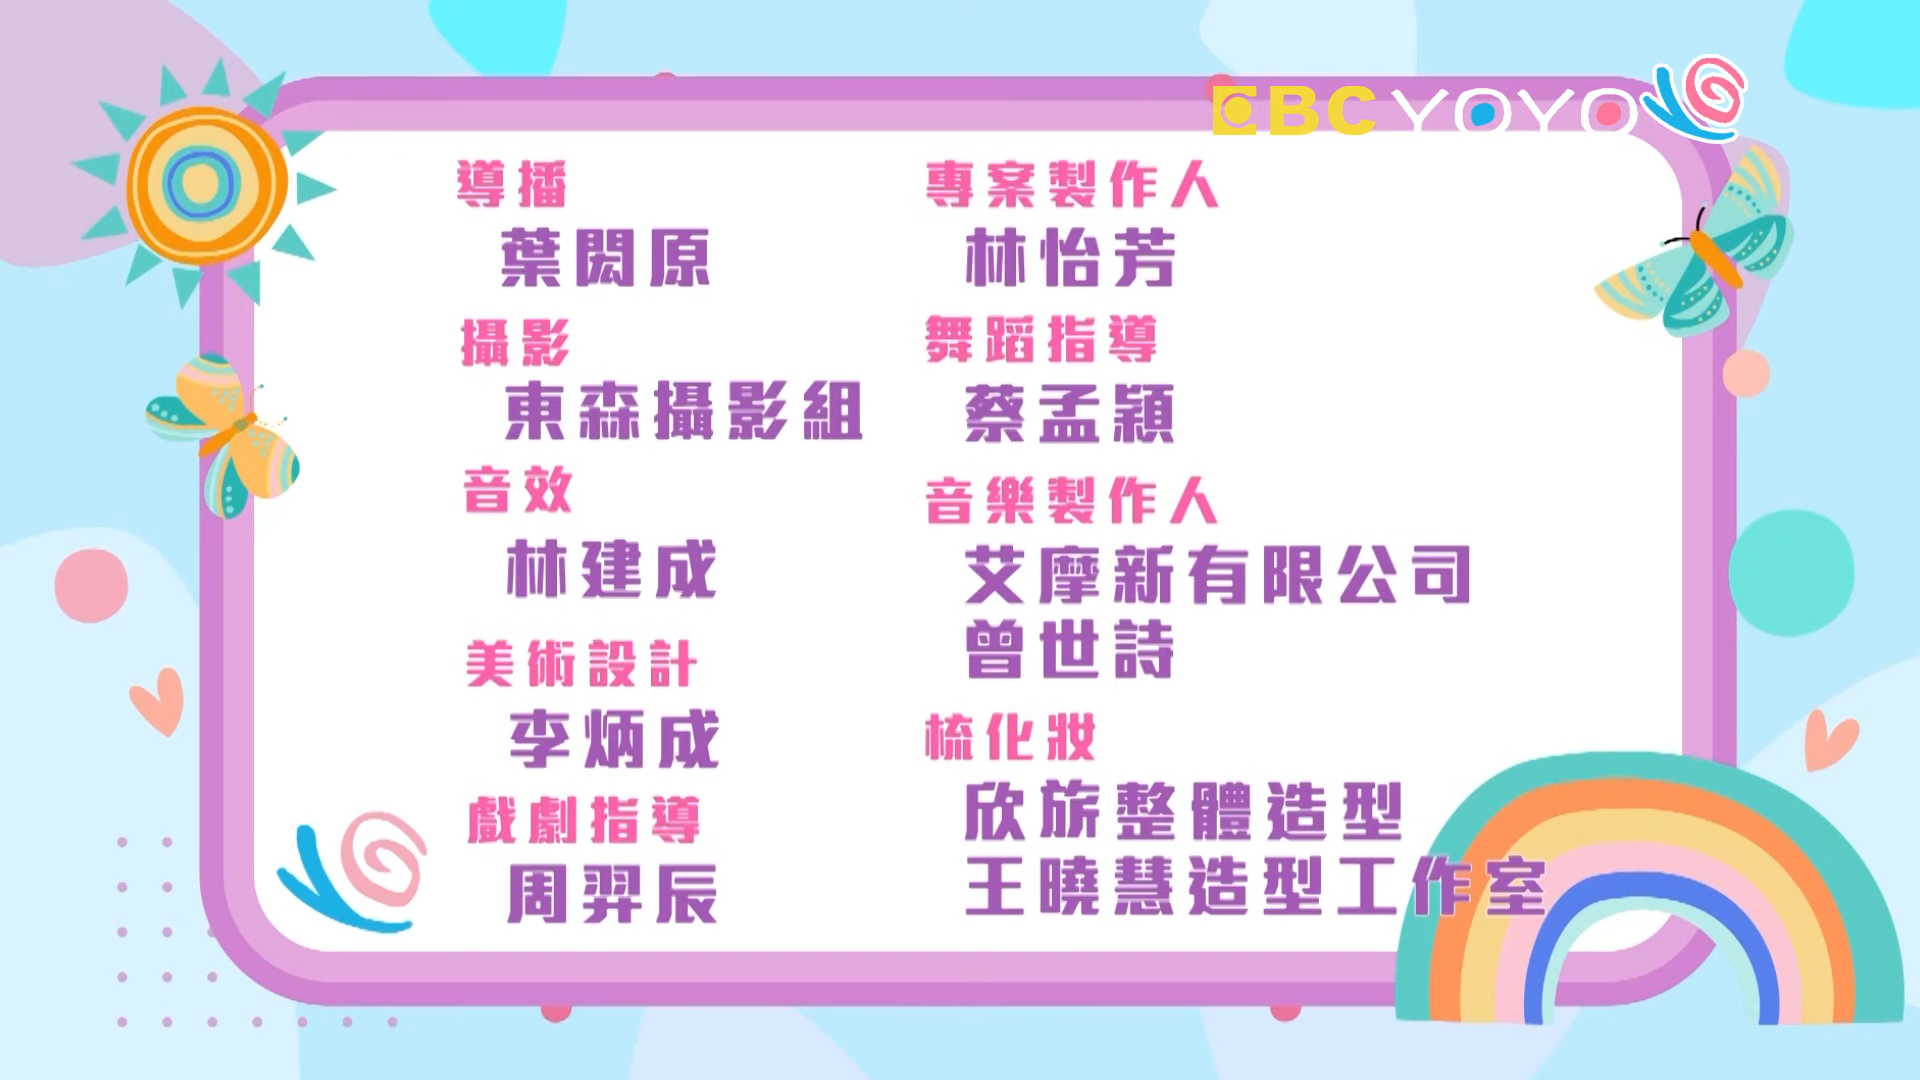 EBC YOYO
導播
葉閎原
攝影
東森攝影組
音效
林建成
美術設計
李炳成
戲劇指導
周羿辰
專案製作人
林怡芳
舞蹈指導
蔡孟穎
音樂製作人
艾摩新有限公司
曾世詩
梳化妝
欣旂整體造型
王曉慧造型工作室